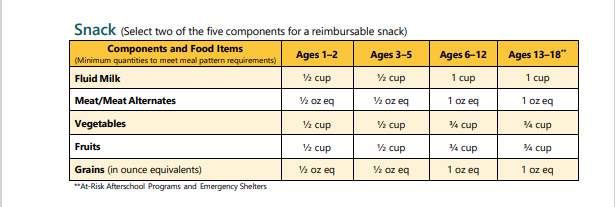 Snack (Select two of the five components for a reimbursable snack)
Components and Food Items
(Minimum quantities to meet meal pattern requirements)
Ages 1–2
Ages 3–5
Ages 6–12
Ages 13–18**
Fluid Milk ½ cup ½ cup 1 cup 1 cup
Meat/Meat Alternates ½ oz eq ½ oz eq 1 oz eq 1 oz eq
Vegetables ½ cup ½ cup ¾ cup ¾ cup
Fruits ½ cup ½ cup ¾ cup ¾ cup
Grains (in ounce equivalents) ½ oz eq ½ oz eq 1 oz eq 1 oz eq
**At-Risk Afterschool Programs and Emergency Shelters